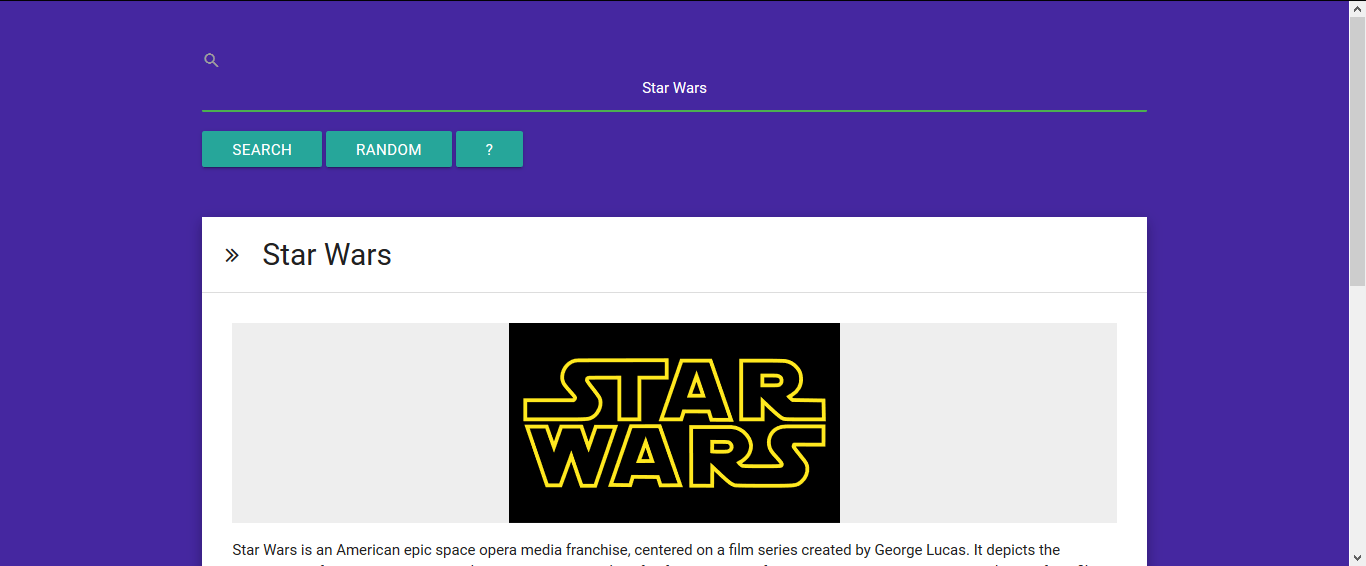 Star Wars
SEARCH RANDOM ?
» Star Wars
STAR
WARS
Star Wars is an American epic space opera media franchise, centered on a film series created by George Lucas. It depicts the